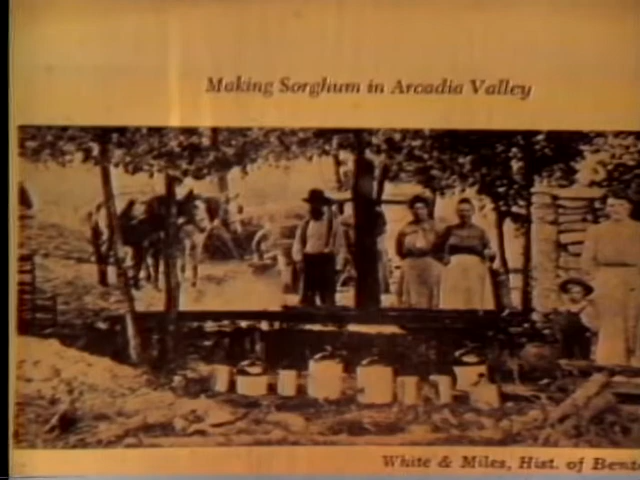 Making Sorghum in Arcadia Valley
White & Miles, Hist. of